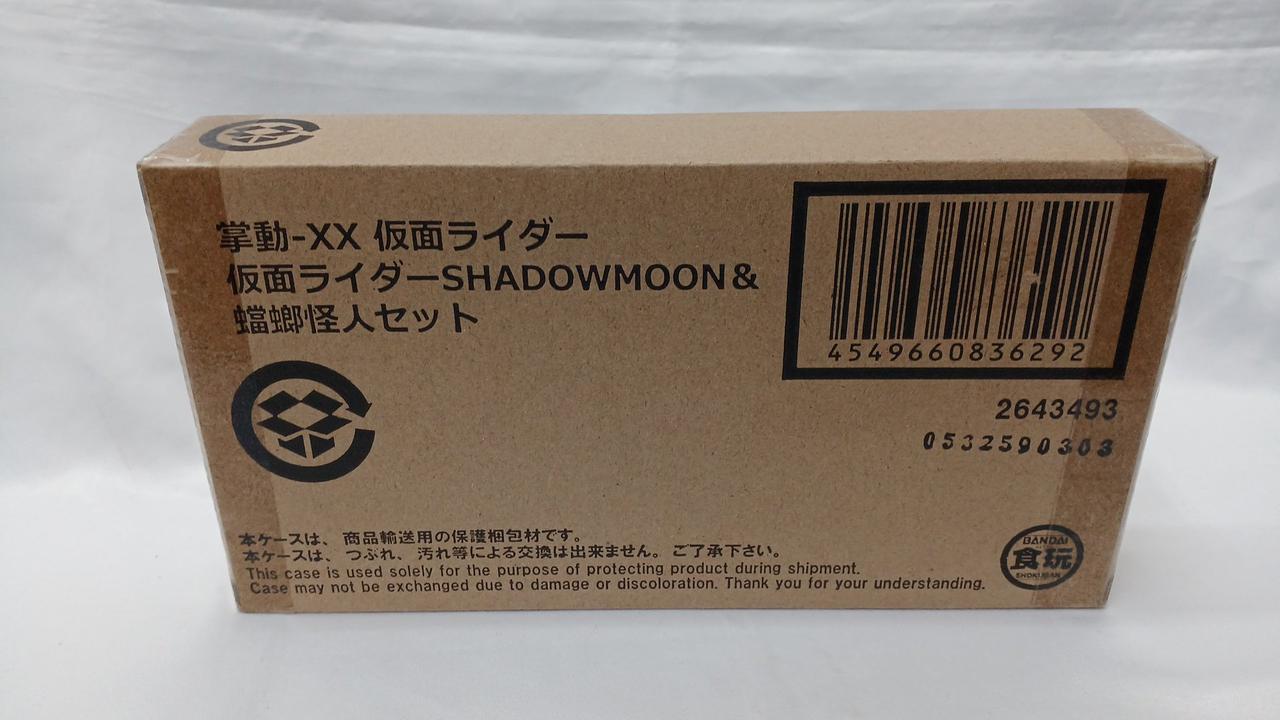 掌動-XX 仮面ライダー
仮面ライダーSHADOWMOON&
蟷螂怪人セット
4549660836292
2643493
0532590303
本ケースは、商品輸送用の保護梱包材です。
本ケースは、つぶれ、汚れ等による交換は出来ません。ご了承下さい。
This case is used solely for the purpose of protecting product during shipment.
Case may not be exchanged due to damage or discoloration. Thank you for your understanding.
BANDAI
食玩
SHOKUGAN